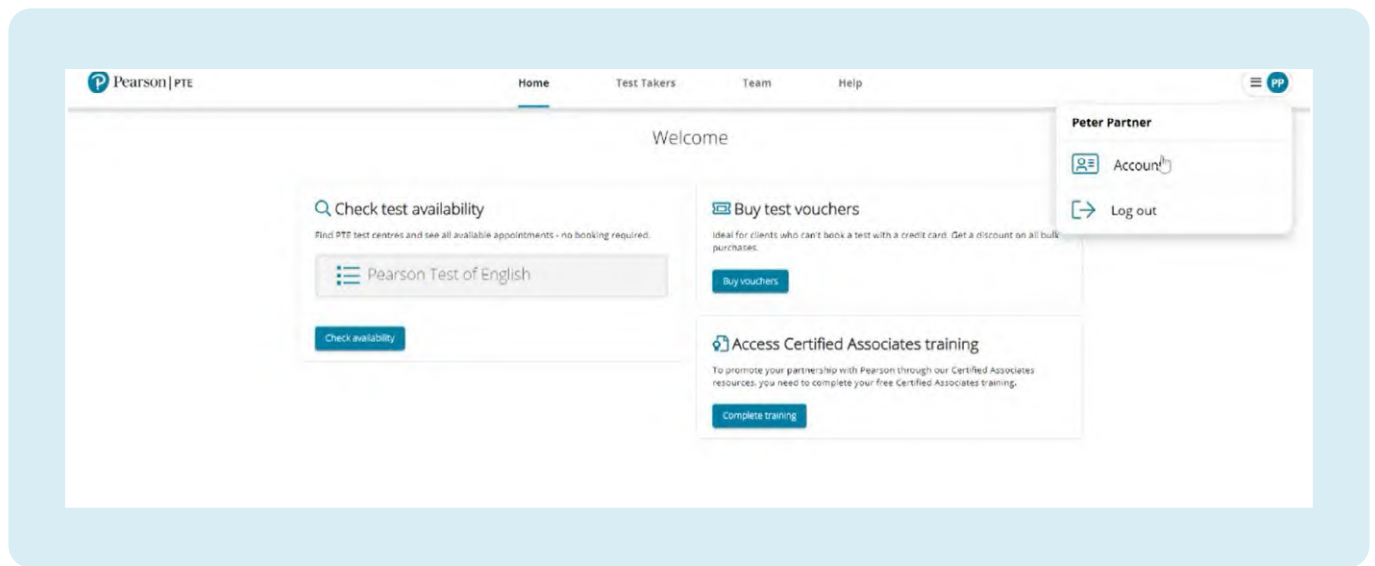 Pearson | PTE
Home
Test Takers
Team
Help
PP
Peter Partner
Account
Log out
Welcome
Check test availability
Find PTE test centres and see all available appointments - no booking required.
Pearson Test of English
Check availability
Buy test vouchers
Ideal for clients who can't book a test with a credit card. Get a discount on all bulk
purchases.
Buy vouchers
Access Certified Associates training
To promote your partnership with Pearson through our Certified Associates
resources, you need to complete your free Certified Associates training.
Complete training